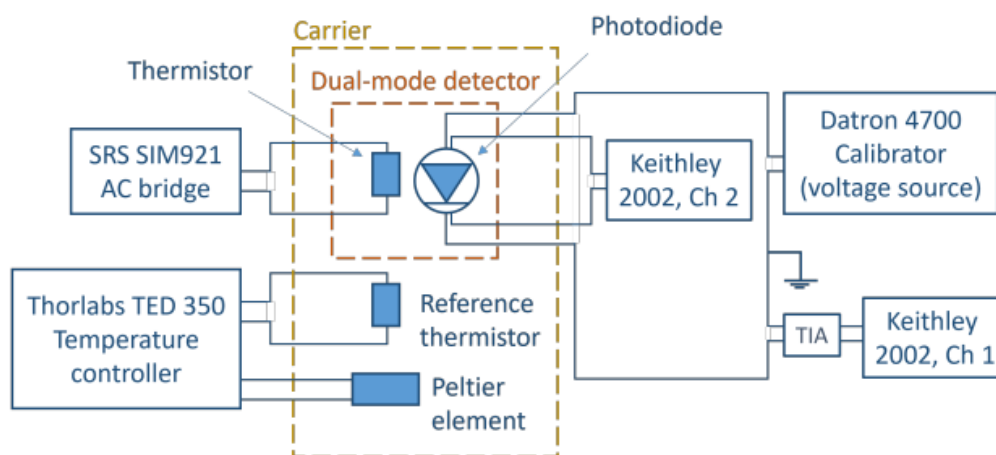 Carrier
Photodiode
Thermistor
Dual-mode detector
SRS SIM921
AC bridge
Keithley
2002, Ch 2
Datron 4700
Calibrator
(voltage source)
Thorlabs TED 350
Temperature
controller
Reference
thermistor
TIA
Keithley
2002, Ch 1
Peltier
element